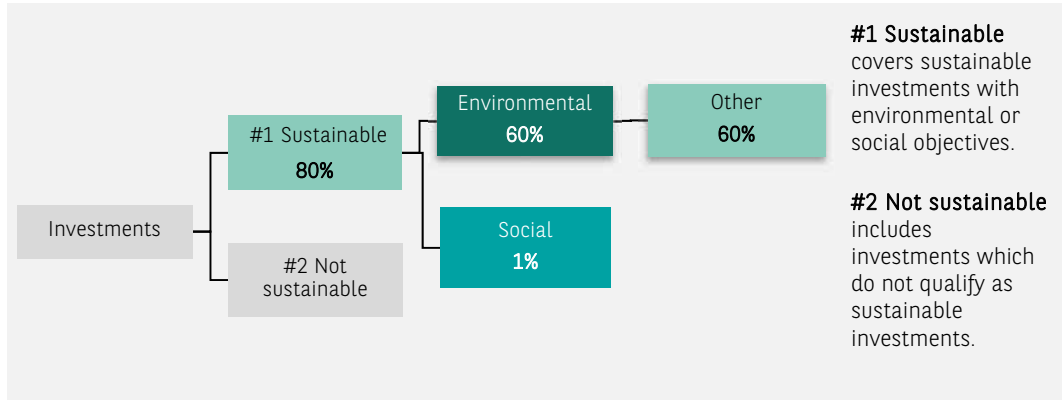 Investments
#1 Sustainable
80%
#2 Not
sustainable
Environmental
60%
Social
1%
Other
60%
#1 Sustainable
covers sustainable
investments with
environmental or
social objectives.
#2 Not sustainable
includes
investments which
do not qualify as
sustainable
investments.